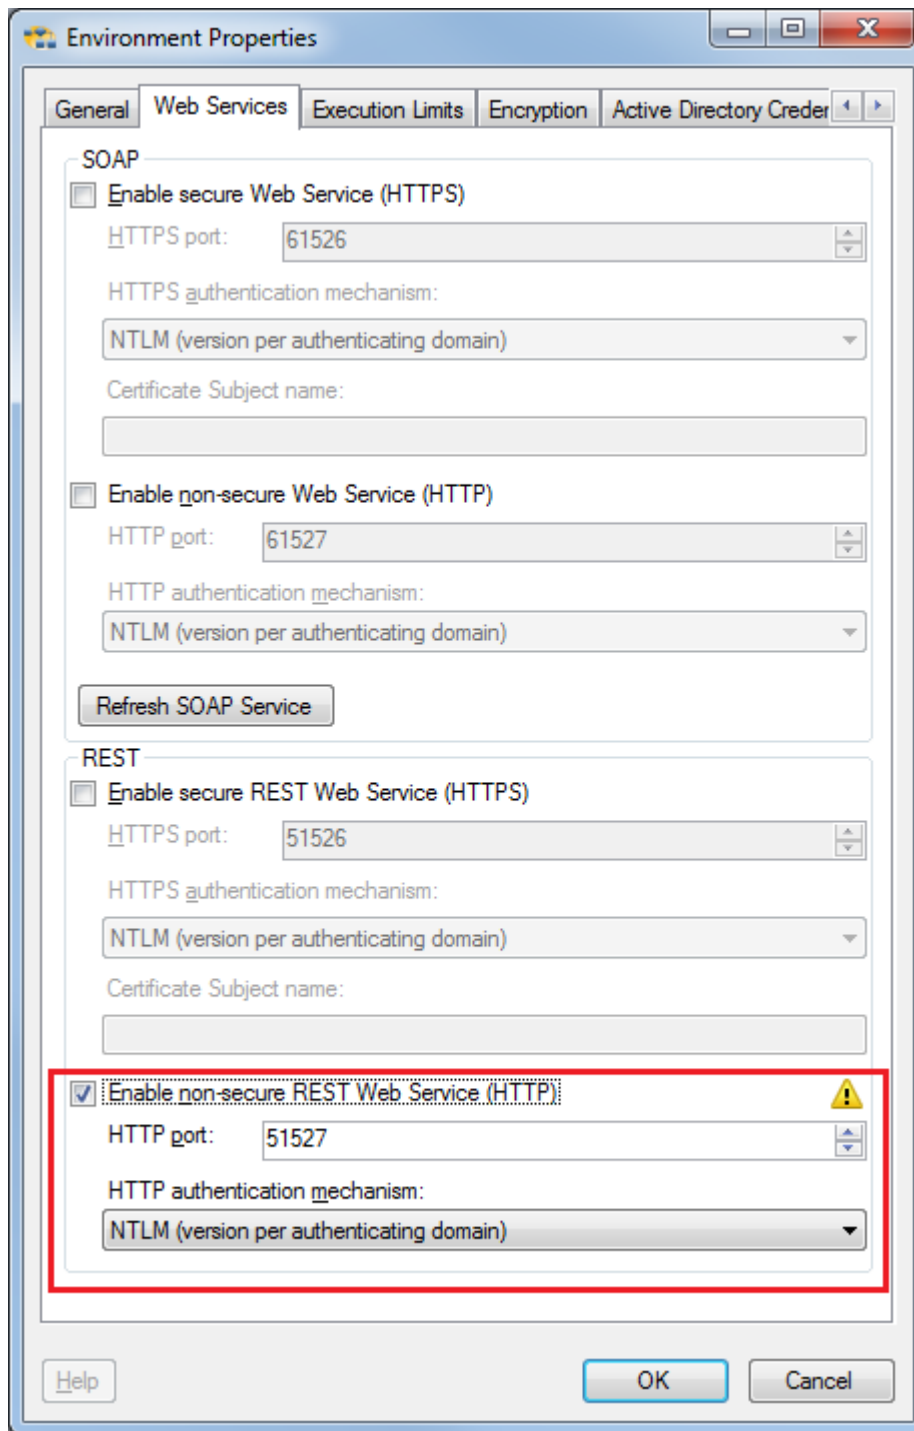 Environment Properties
General Web Services Execution Limits Encryption Active Directory Creder
SOAP
Enable secure Web Service (HTTPS)
HTTPS port: 61526
HTTPS authentication mechanism:
NTLM (version per authenticating domain)
Certificate Subject name:
Enable non-secure Web Service (HTTP)
HTTP port: 61527
HTTP authentication mechanism:
NTLM (version per authenticating domain)
Refresh SOAP Service
REST
Enable secure REST Web Service (HTTPS)
HTTPS port: 51526
HTTPS authentication mechanism:
NTLM (version per authenticating domain)
Certificate Subject name:
Enable non-secure REST Web Service (HTTP)
HTTP port: 51527
HTTP authentication mechanism:
NTLM (version per authenticating domain)
Help OK Cancel